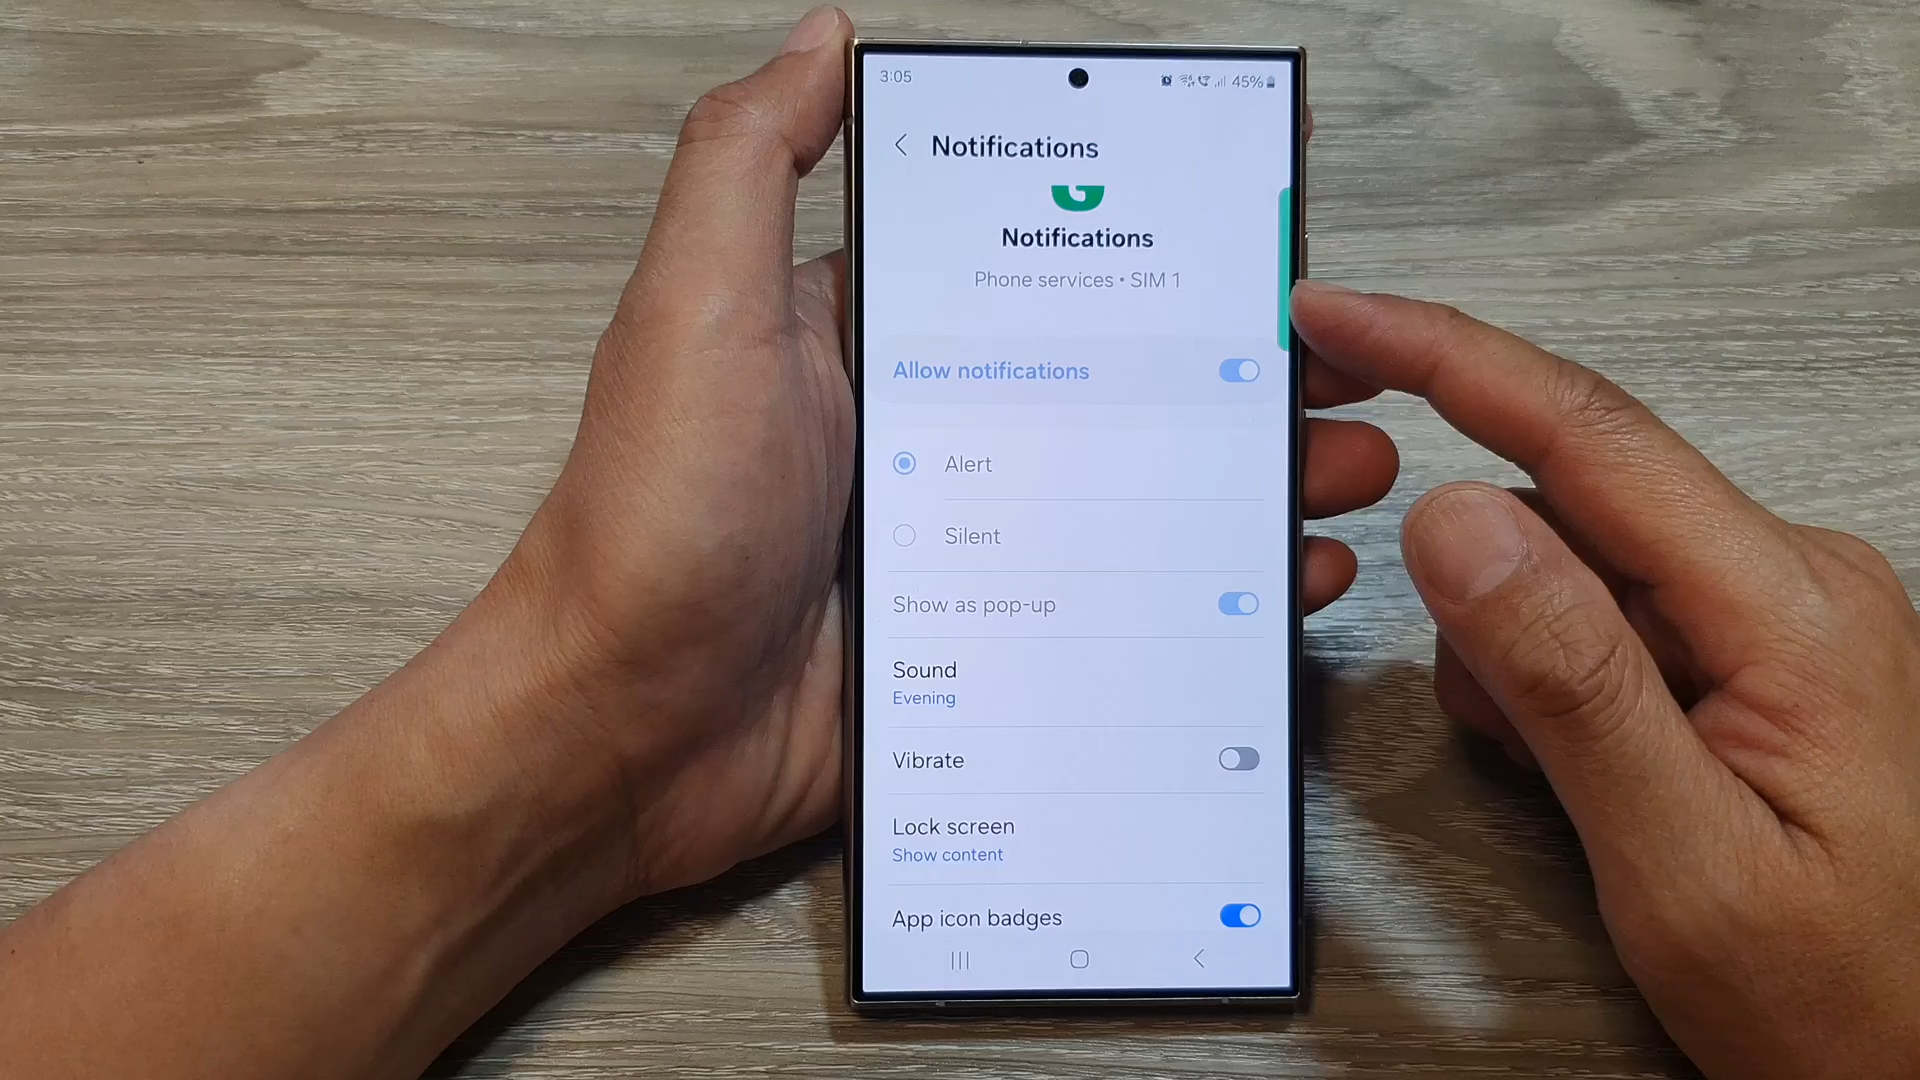 3:05
45%
Notifications
Notifications
Phone services • SIM 1
Allow notifications
Alert
Silent
Show as pop-up
Sound
Evening
Vibrate
Lock screen
Show content
App icon badges